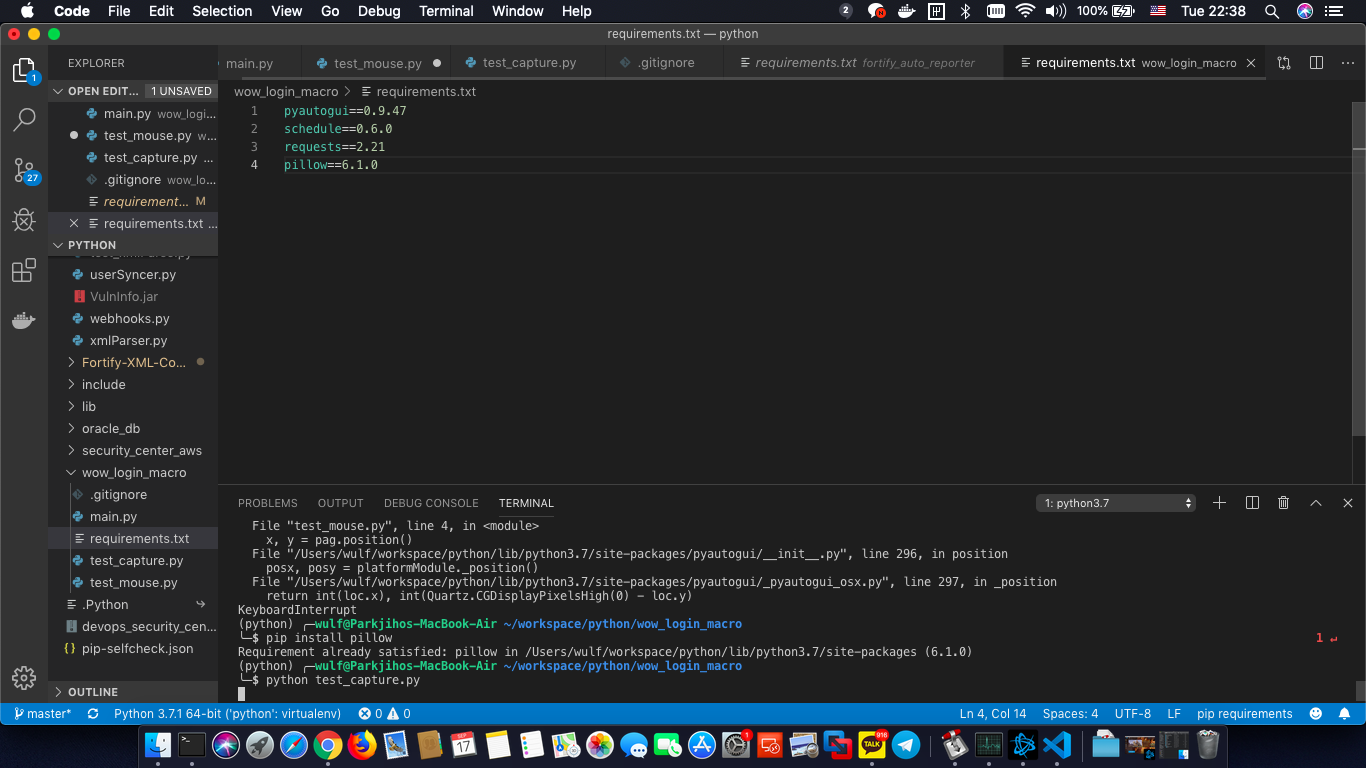 Code File Edit Selection View Go Debug Terminal Window Help 2 100% Tue 22:38
requirements.txt — python
EXPLORER
main.py
test_mouse.py
test_capture.py
.gitignore
requirements.txt fortify_auto_reporter
requirements.txt wow_login_macro
OPEN EDIT... 1 UNSAVED
main.py wow_logi...
test_mouse.py w...
test_capture.py ...
.gitignore wow_lo...
requirement... M
requirements.txt ...
wow_login_macro > requirements.txt
1 pyautogui==0.9.47
2 schedule==0.6.0
3 requests==2.21
4 pillow==6.1.0
1
27
PYTHON
userSyncer.py
VulnInfo.jar
webhooks.py
xmlParser.py
Fortify-XML-Co...
include
lib
oracle_db
security_center_aws
wow_login_macro
.gitignore
main.py
requirements.txt
test_capture.py
test_mouse.py
.Python
devops_security_cen...
pip-selfcheck.json
OUTLINE
PROBLEMS OUTPUT DEBUG CONSOLE TERMINAL 1: python3.7
File "test_mouse.py", line 4, in <module>
x, y = pag.position()
File "/Users/wulf/workspace/python/lib/python3.7/site-packages/pyautogui/__init__.py", line 296, in position
posx, posy = platformModule._position()
File "/Users/wulf/workspace/python/lib/python3.7/site-packages/pyautogui/_pyautogui_osx.py", line 297, in _position
return int(loc.x), int(Quartz.CGDisplayPixelsHigh(0) - loc.y)
KeyboardInterrupt
(python) ╭─wulf@Parkjihos-MacBook-Air ~/workspace/python/wow_login_macro
╰─$ pip install pillow 1 ↵
Requirement already satisfied: pillow in /Users/wulf/workspace/python/lib/python3.7/site-packages (6.1.0)
(python) ╭─wulf@Parkjihos-MacBook-Air ~/workspace/python/wow_login_macro
╰─$ python test_capture.py
master* Python 3.7.1 64-bit ('python': virtualenv) 0 0 Ln 4, Col 14 Spaces: 4 UTF-8 LF pip requirements
17
1
TALK
916